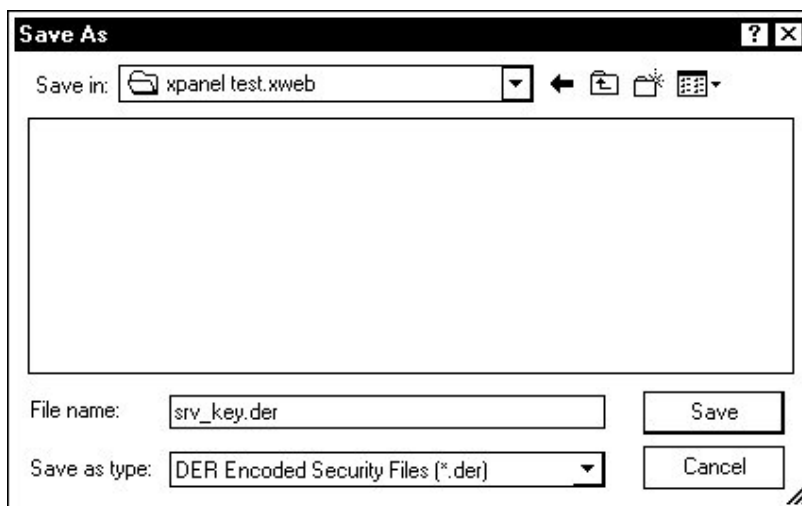 Save As
Save in: xpanel test.xweb
File name: srv_key.der Save
Save as type: DER Encoded Security Files (*.der) Cancel